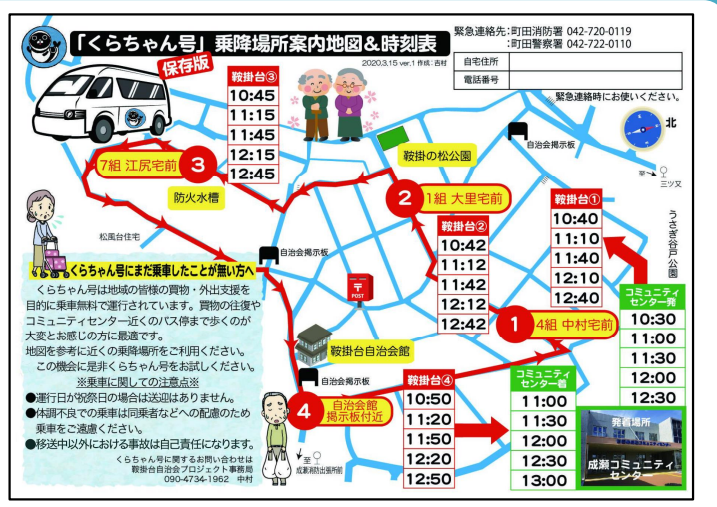 「くらちゃん号」乗降場所案内地図&時刻表
保存版
2020.3.15 ver,1 作成:吉村
緊急連絡先:町田消防署 042-720-0119
:町田警察署 042-722-0110
自宅住所
電話番号
緊急連絡時にお使いください。
北
鞍掛台③
10:45
11:15
11:45
12:15
12:45
7組 江尻宅前
3
防火水槽
松風台住宅
鞍掛の松公園
自治会掲示板
至
三ツ又
うさぎ谷戸公園
2
1組 大里宅前
鞍掛台②
10:42
11:12
11:42
12:12
12:42
鞍掛台①
10:40
11:10
11:40
12:10
12:40
1
4組 中村宅前
コミュニティ
センター発
10:30
11:00
11:30
12:00
12:30
自治会掲示板
〒
POST
鞍掛台自治会館
自治会掲示板
4
自治会館
掲示板付近
鞍掛台④
10:50
11:20
11:50
12:20
12:50
コミュニティ
センター着
11:00
11:30
12:00
12:30
13:00
発着場所
成瀬コミュニティ
センター
至
成瀬消防出張所前
くらちゃん号にまだ乗車したことが無い方へ
くらちゃん号は地域の皆様の買物・外出支援を
目的に乗車無料で運行されています。買物の往復や
コミュニティセンター近くのバス停まで歩くのが
大変とお感じの方に最適です。
地図を参考に近くの乗降場所をご利用ください。
この機会に是非くらちゃん号をお試しください。
※乗車に関しての注意点※
●運行日が祝祭日の場合は送迎はありません。
●体調不良での乗車は同乗者などへの配慮のため
乗車をご遠慮ください。
●移送中以外における事故は自己責任になります。
くらちゃん号に関するお問い合わせは
鞍掛台自治会プロジェクト事務局
090-4734-1962 中村